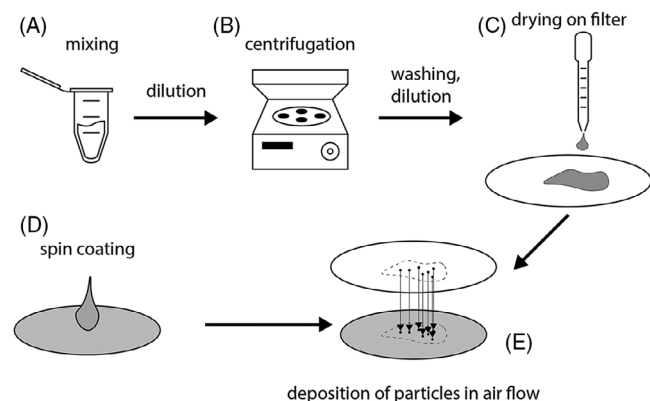 (A)
mixing
dilution
(B)
centrifugation
washing,
dilution
(C)
drying on filter
(D)
spin coating
(E)
deposition of particles in air flow